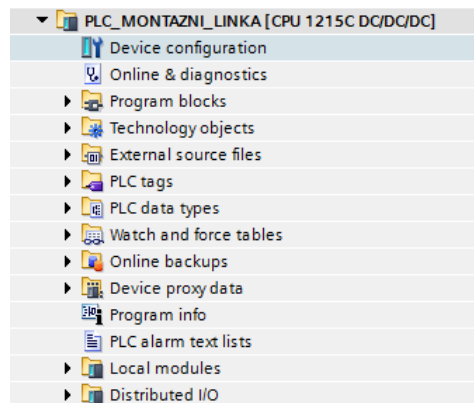 PLC_MONTAZNI_LINKA [CPU 1215C DC/DC/DC]
Device configuration
Online & diagnostics
Program blocks
Technology objects
External source files
PLC tags
PLC data types
Watch and force tables
Online backups
Device proxy data
Program info
PLC alarm text lists
Local modules
Distributed I/O